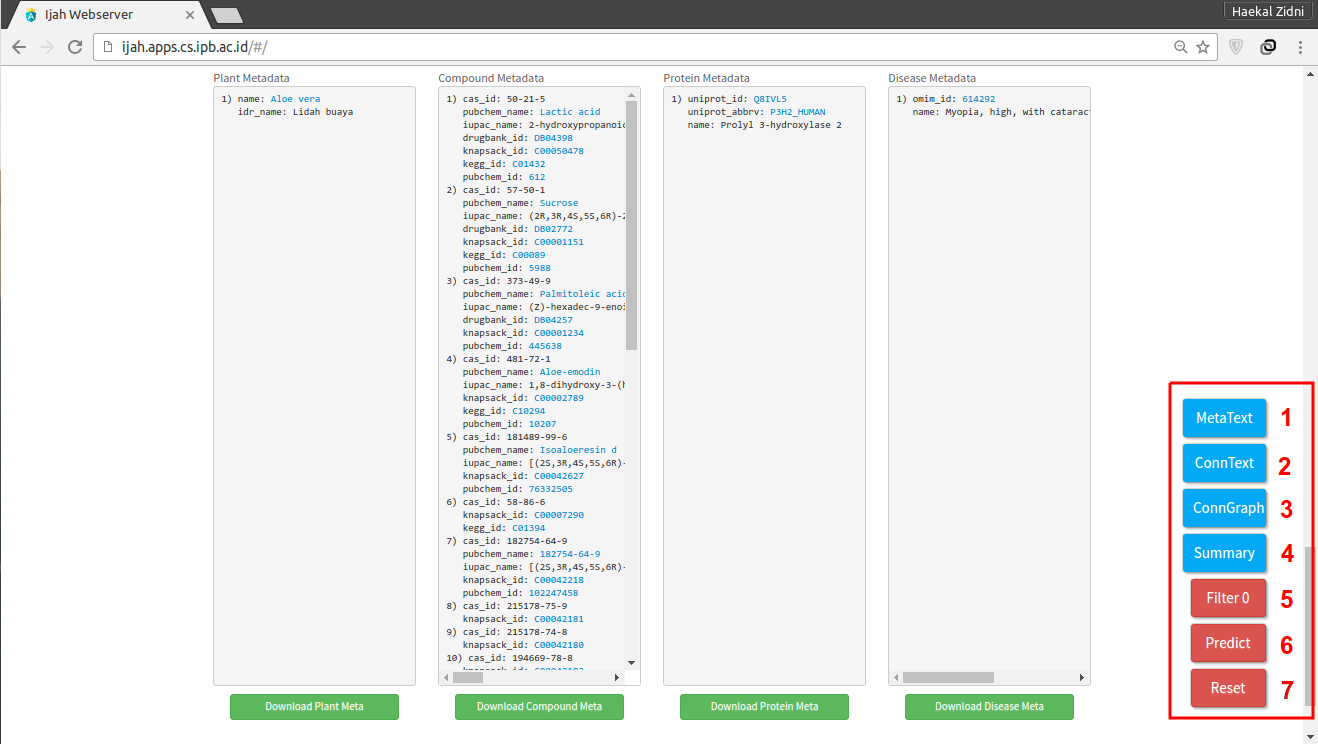 Ijah Webserver
Haekal Zidni
ijah.apps.cs.ipb.ac.id/#/
Plant Metadata
1) name: Aloe vera
idr_name: Lidah buaya
Download Plant Meta
Compound Metadata
1) cas_id: 50-21-5
pubchem_name: Lactic acid
iupac_name: 2-hydroxypropanoic
drugbank_id: DB04398
knapsack_id: C00050478
kegg_id: C01432
pubchem_id: 612
2) cas_id: 57-50-1
pubchem_name: Sucrose
iupac_name: (2R,3R,4S,5S,6R)-2
drugbank_id: DB02772
knapsack_id: C00001151
kegg_id: C00089
pubchem_id: 5988
3) cas_id: 373-49-9
pubchem_name: Palmitoleic acid
iupac_name: (Z)-hexadec-9-enoi
drugbank_id: DB04257
knapsack_id: C00001234
pubchem_id: 445638
4) cas_id: 481-72-1
pubchem_name: Aloe-emodin
iupac_name: 1,8-dihydroxy-3-(h
knapsack_id: C00002789
kegg_id: C10294
pubchem_id: 10207
5) cas_id: 181489-99-6
pubchem_name: Isoaloeresin d
iupac_name: [(2S,3R,4S,5S,6R)-
knapsack_id: C00042627
pubchem_id: 76332505
6) cas_id: 58-86-6
knapsack_id: C00007290
kegg_id: C01394
7) cas_id: 182754-64-9
pubchem_name: 182754-64-9
iupac_name: [(2S,3R,4S,5S,6R)-
knapsack_id: C00042218
pubchem_id: 102247458
8) cas_id: 215178-75-9
knapsack_id: C00042181
9) cas_id: 215178-74-8
knapsack_id: C00042180
10) cas_id: 194669-78-8
Download Compound Meta
Protein Metadata
1) uniprot_id: Q8IVL5
uniprot_abbrv: P3H2_HUMAN
name: Prolyl 3-hydroxylase 2
Download Protein Meta
Disease Metadata
1) omim_id: 614292
name: Myopia, high, with cataract
Download Disease Meta
MetaText 1
ConnText 2
ConnGraph 3
Summary 4
Filter 0 5
Predict 6
Reset 7